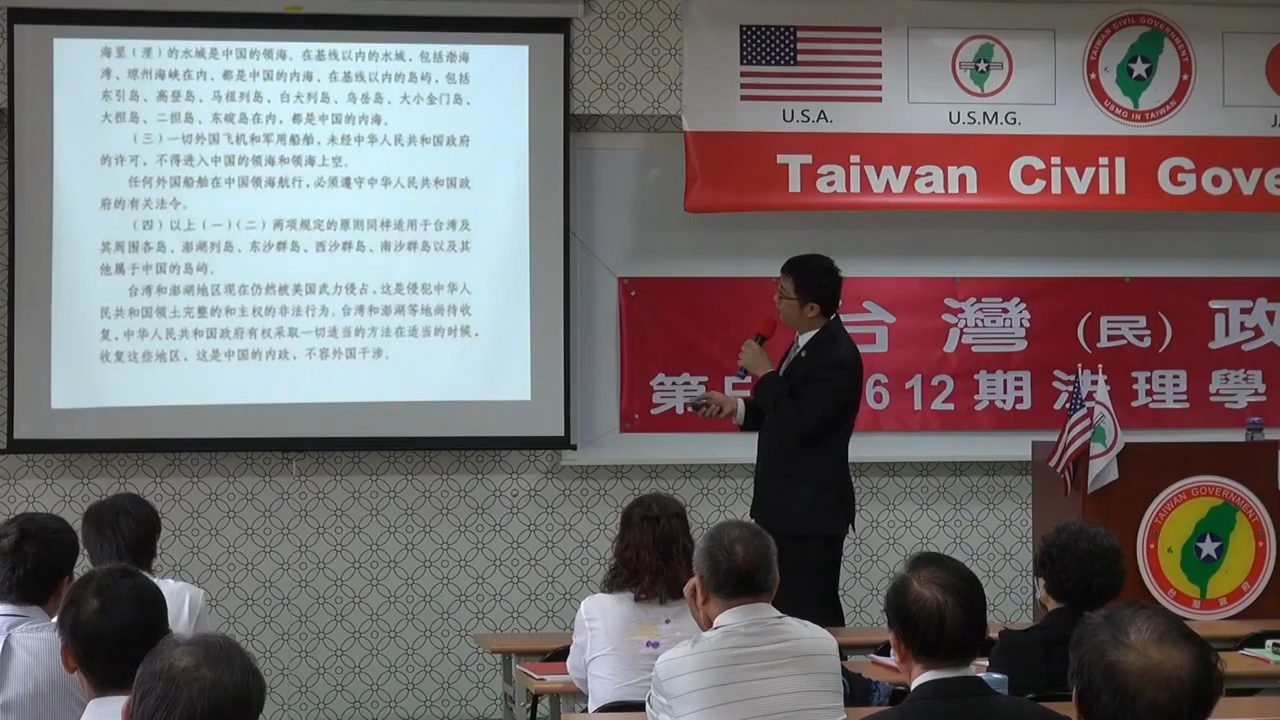 海里(浬)的水域是中国的领海。在基线以内的水域,包括渤海
湾、琼州海峡在内、都是中国的内海、在基线以内的岛屿,包括
东引岛、高登岛、马祖列岛、白犬列岛、乌岳岛、大小金门岛、
大担岛、二担岛、东碇岛在内,都是中国的内海。
(三)一切外国飞机和军用船舶,未经中华人民共和国政府
的许可,不得进入中国的领海和领海上空。
任何外国船舶在中国领海航行,必须遵守中华人民共和国政
府的有关法令。
(四)以上(一)(二)两项规定的原则同样适用于台湾及
其周围各岛、澎湖列岛、东沙群岛、西沙群岛、南沙群岛以及其
他属于中国的岛屿。
台湾和澎湖地区现在仍然被美国武力侵占,这是侵犯中华人
民共和国领土完整的和主权的非法行为。台湾和澎湖等地尚待收
复,中华人民共和国政府有权采取一切适当的方法在适当的时候,
收复这些地区,这是中国的内政,不容外国干涉。
U.S.A.
U.S.M.G.
TAIWAN CIVIL GOVERNMENT
USMG IN TAIWAN
Taiwan Civil Gove
台灣(民)政
第5 612期法理學
TAIWAN GOVERNMENT
台灣政府